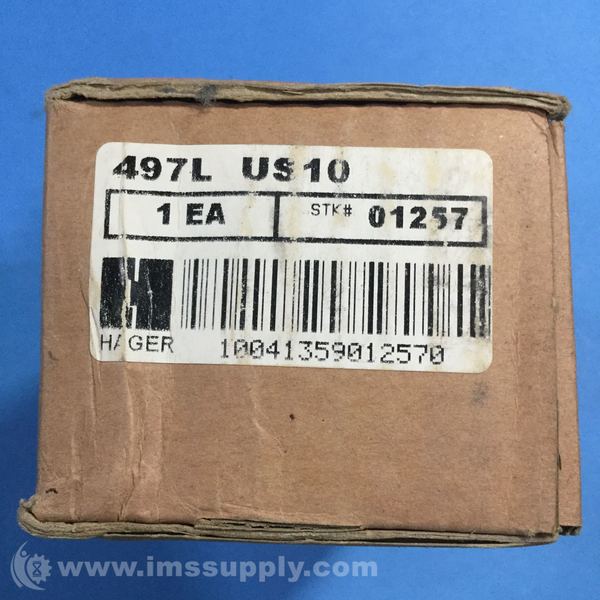 497L US10
1 EA STK# 01257
HAGER
10041359012570
www.imssupply.com